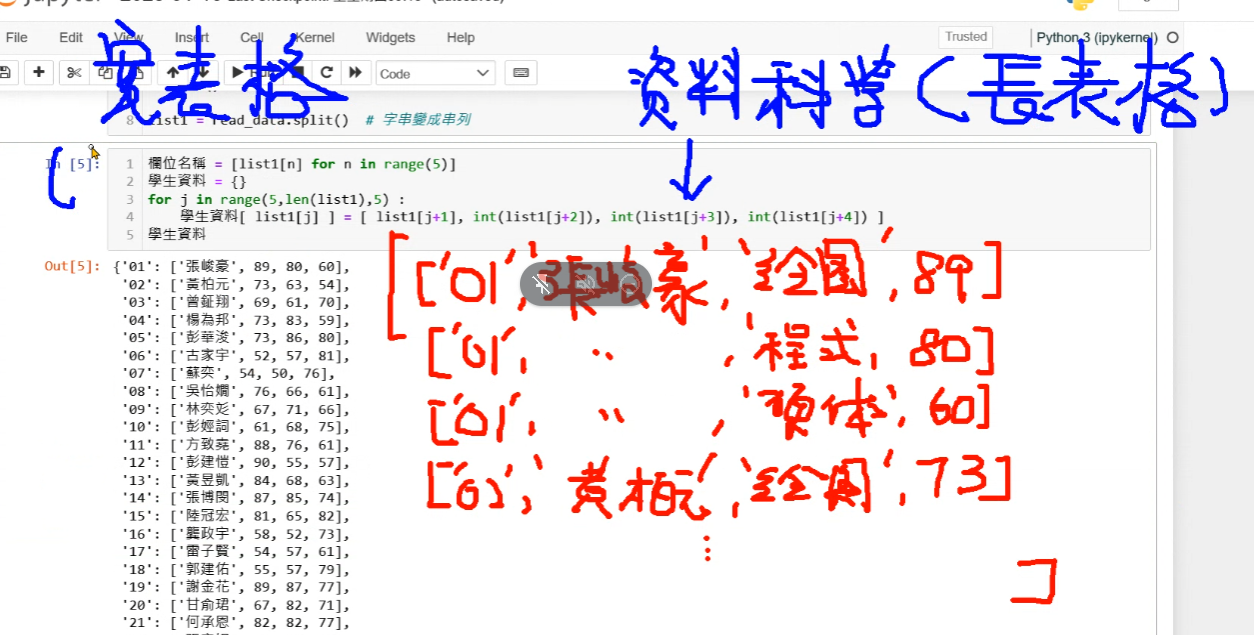 File Edit View Insert Cell Kernel Widgets Help
Trusted Python 3 (ipykernel)
Code
寬表格
資料科学(長表格)
8 list1 = read_data.split() # 字串變成串列
In [5]:
1 欄位名稱 = [list1[n] for n in range(5)]
2 學生資料 = {}
3 for j in range(5,len(list1),5) :
4 學生資料[ list1[j] ] = [ list1[j+1], int(list1[j+2]), int(list1[j+3]), int(list1[j+4]) ]
5 學生資料
Out[5]: {'01': ['張峻豪', 89, 80, 60],
'02': ['黃柏元', 73, 63, 54],
'03': ['曾鉦翔', 69, 61, 70],
'04': ['楊為邦', 73, 83, 59],
'05': ['彭華浚', 73, 86, 80],
'06': ['古家宇', 52, 57, 81],
'07': ['蘇奕', 54, 50, 76],
'08': ['吳怡嫺', 76, 66, 61],
'09': ['林奕彣', 67, 71, 66],
'10': ['彭婭詞', 61, 68, 75],
'11': ['方致堯', 88, 76, 61],
'12': ['彭建愷', 90, 55, 57],
'13': ['黃昱凱', 84, 68, 63],
'14': ['張博閔', 87, 85, 74],
'15': ['陸冠宏', 81, 65, 82],
'16': ['龔政宇', 58, 52, 73],
'17': ['雷子賢', 54, 57, 61],
'18': ['郭建佑', 55, 57, 79],
'19': ['謝金花', 89, 87, 77],
'20': ['甘俞珺', 67, 82, 71],
'21': ['何承恩', 82, 82, 77],
[['01','張峻豪','绘圖',89]
['01', 〃 ,'程式,80]
['01', 〃 ,'硬体',60]
['02',黃柏元','绘圖',73]
⋮
]